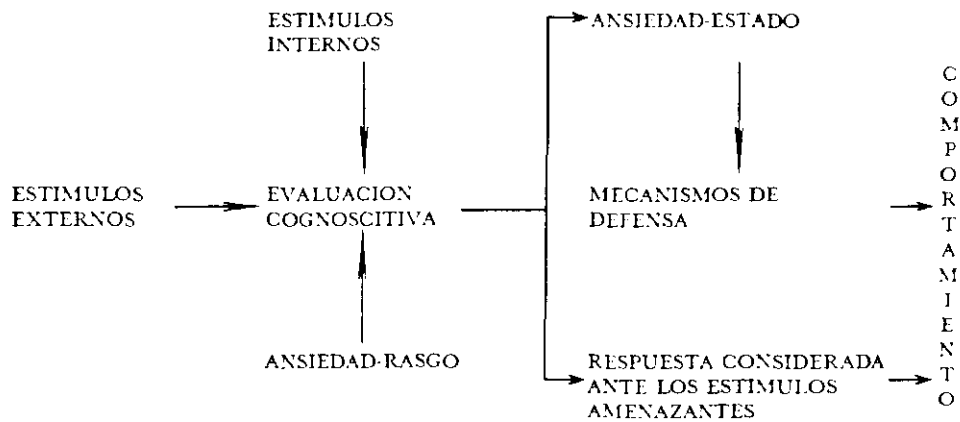 ESTIMULOS
INTERNOS
ANSIEDAD-ESTADO
ESTIMULOS
EXTERNOS
EVALUACION
COGNOSCITIVA
MECANISMOS DE
DEFENSA
ANSIEDAD-RASGO
RESPUESTA CONSIDERADA
ANTE LOS ESTIMULOS
AMENAZANTES
COMPORTAMIENTO